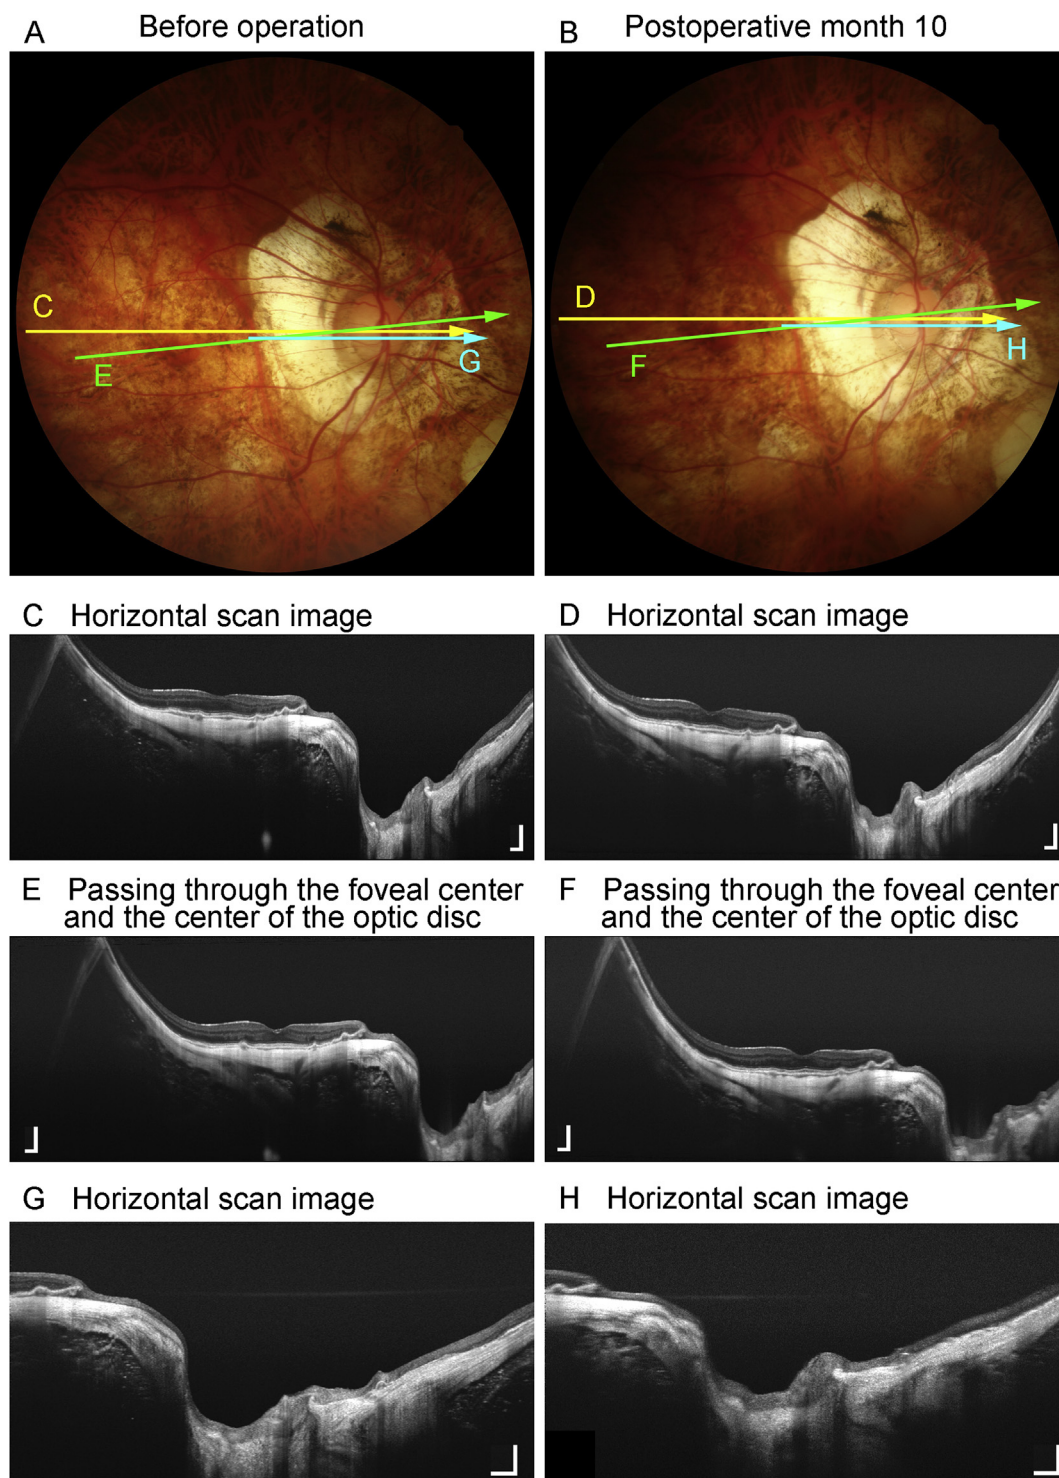 A Before operation
B Postoperative month 10
C
E
G
D
F
H
C Horizontal scan image
D Horizontal scan image
E Passing through the foveal center
and the center of the optic disc
F Passing through the foveal center
and the center of the optic disc
G Horizontal scan image
H Horizontal scan image